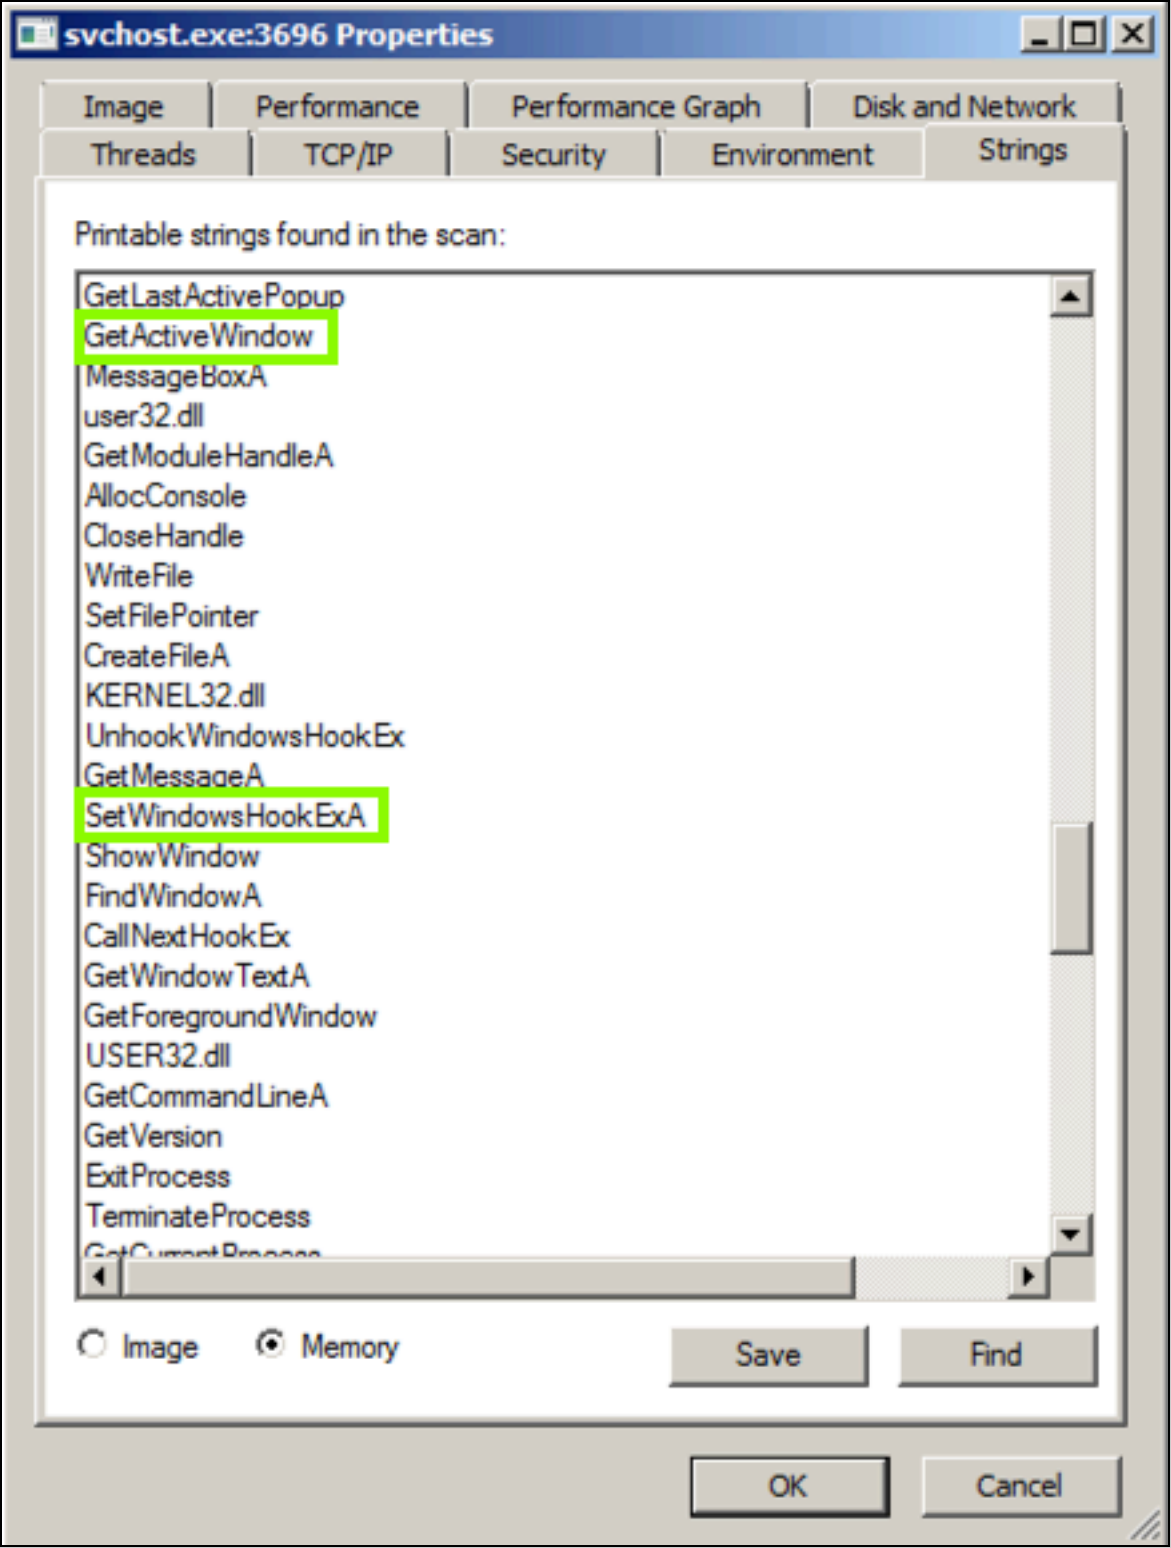 svchost.exe:3696 Properties
Image Performance Performance Graph Disk and Network
Threads TCP/IP Security Environment Strings
Printable strings found in the scan:
GetLastActivePopup
GetActiveWindow
MessageBoxA
user32.dll
GetModuleHandleA
AllocConsole
CloseHandle
WriteFile
SetFilePointer
CreateFileA
KERNEL32.dll
UnhookWindowsHookEx
GetMessageA
SetWindowsHookExA
ShowWindow
FindWindowA
CallNextHookEx
GetWindowTextA
GetForegroundWindow
USER32.dll
GetCommandLineA
GetVersion
ExitProcess
TerminateProcess
GetCurrentProcess
Image Memory Save Find
OK Cancel